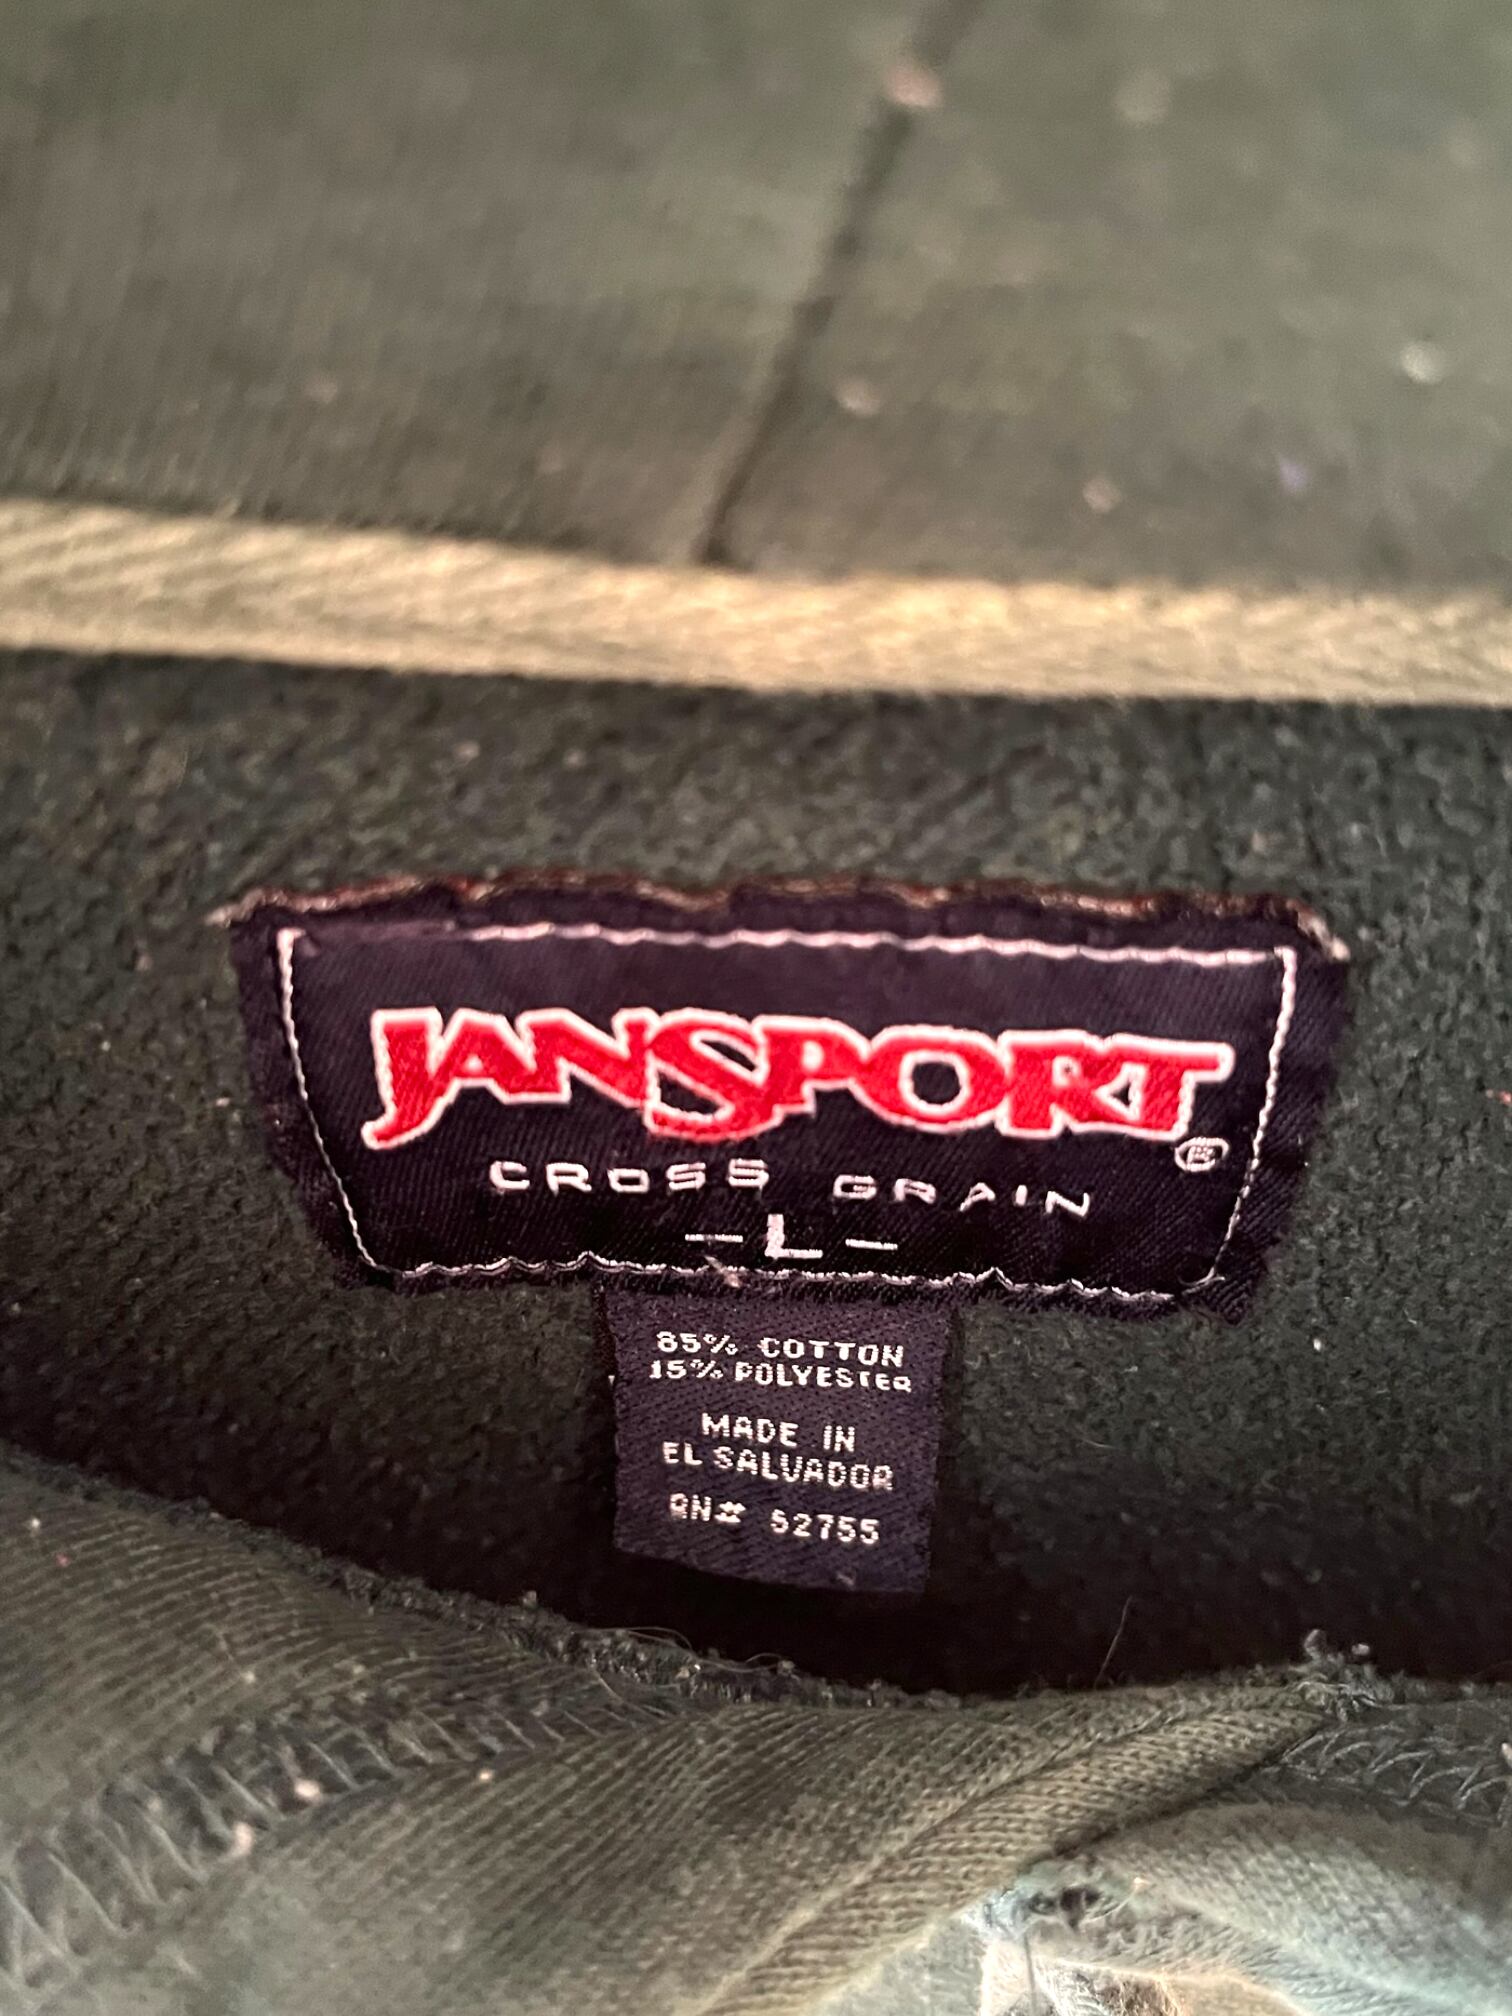 JANSPORT®
CROSS GRAIN
- L -
85% COTTON
15% POLYESTER
MADE IN
EL SALVADOR
RN# 52755